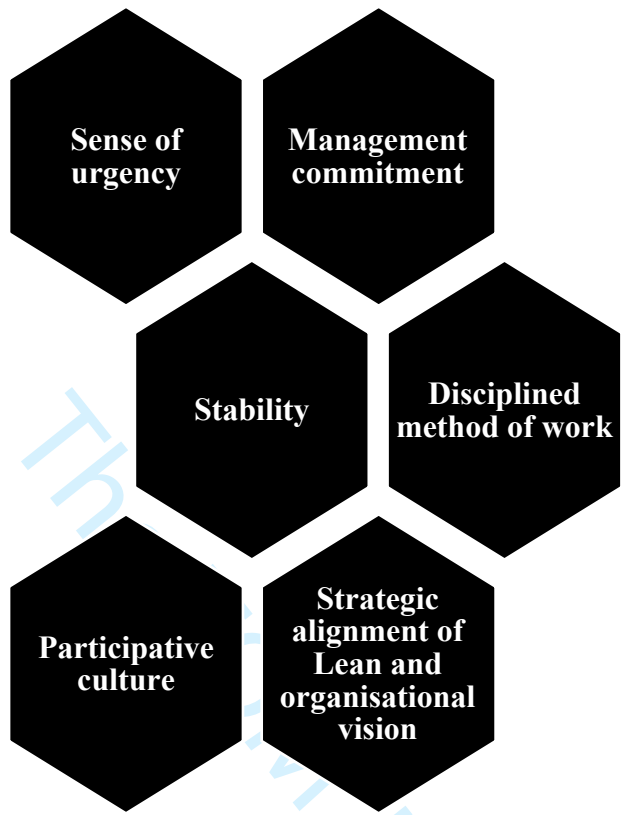 Sense of
urgency
Management
commitment
Stability
Disciplined
method of work
Participative
culture
Strategic
alignment of
Lean and
organisational
vision